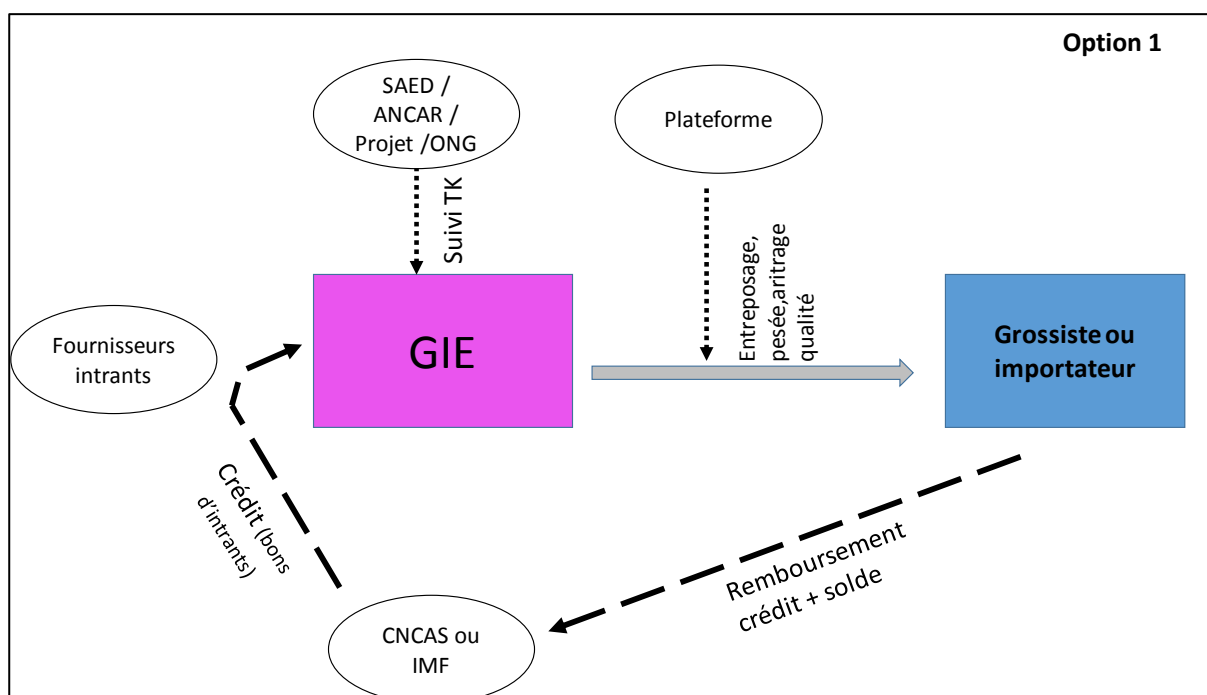 Option 1
SAED /
ANCAR /
Projet /ONG
Plateforme
Suivi TK
Entreposage,
pesée,aritrage
qualité
Fournisseurs
intrants
GIE
Grossiste ou
importateur
Crédit (bons
d'intrants)
Remboursement
crédit + solde
CNCAS ou
IMF